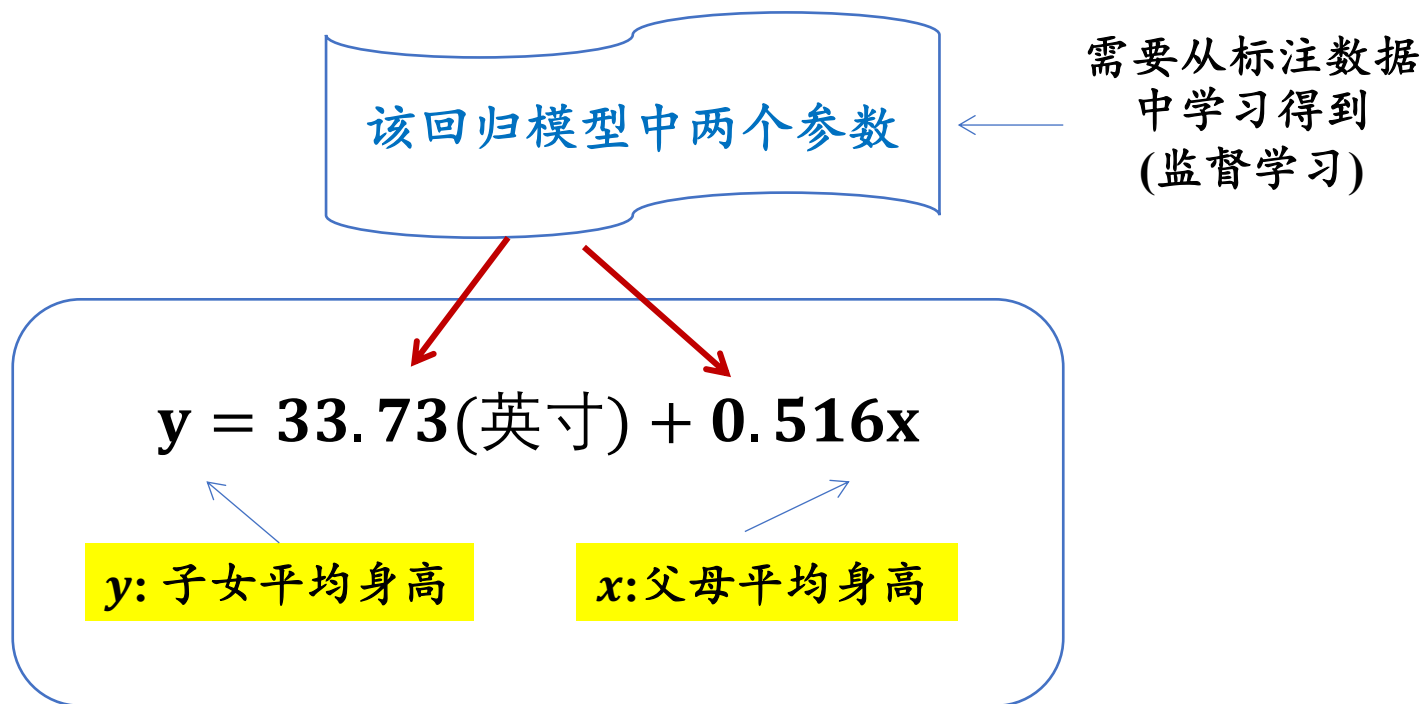 该回归模型中两个参数
需要从标注数据
中学习得到
(监督学习)
y = 33.73(英寸) + 0.516x
y: 子女平均身高
x:父母平均身高